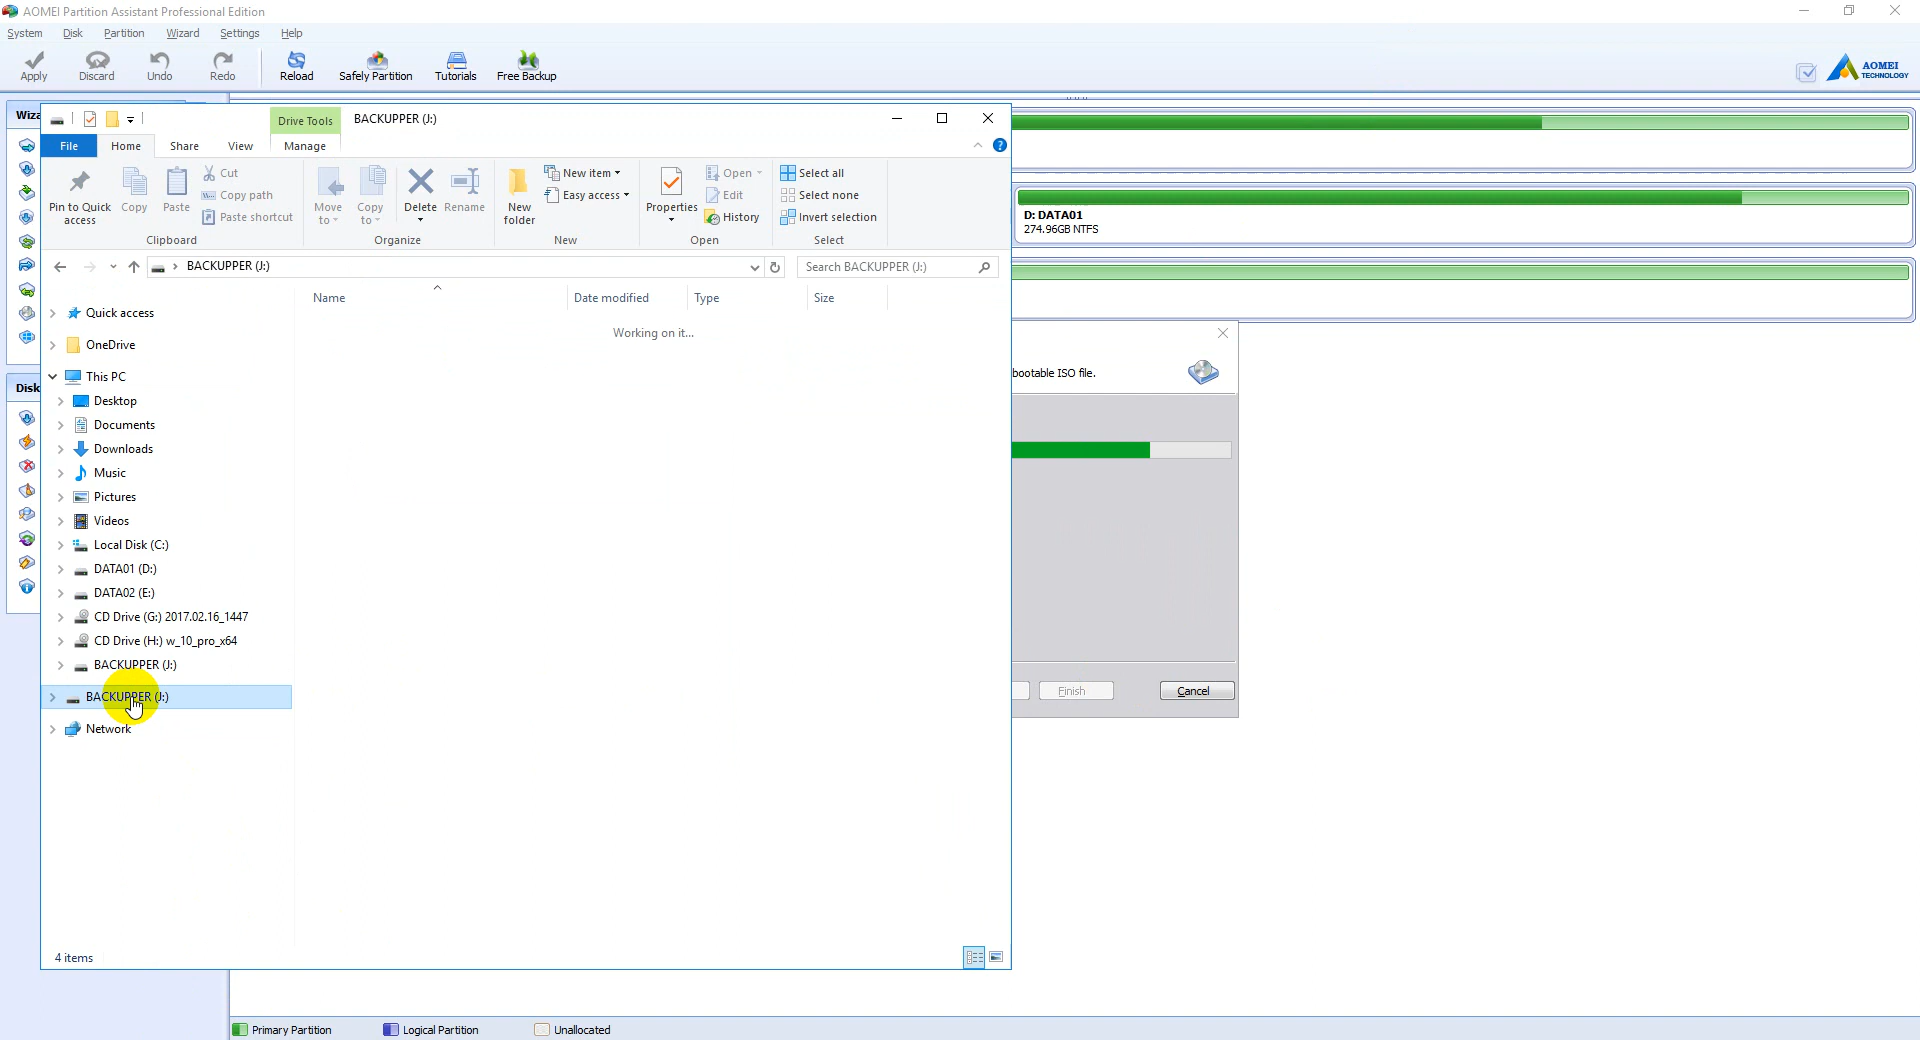 AOMEI Partition Assistant Professional Edition
System Disk Partition Wizard Settings Help
Apply Discard Undo Redo Reload Safely Partition Tutorials Free Backup
AOMEI
TECHNOLOGY
Wiza
Drive Tools BACKUPPER (J:)
File Home Share View Manage
Pin to Quick access
Copy
Paste
Cut
Copy path
Paste shortcut
Clipboard
Move to
Copy to
Delete
Rename
Organize
New folder
New item
Easy access
New
Properties
Open
Edit
History
Open
Select all
Select none
Invert selection
Select
BACKUPPER (J:)
Search BACKUPPER (J:)
Name Date modified Type Size
Working on it...
Quick access
OneDrive
This PC
Desktop
Documents
Downloads
Music
Pictures
Videos
Local Disk (C:)
DATA01 (D:)
DATA02 (E:)
CD Drive (G:) 2017.02.16_1447
CD Drive (H:) w_10_pro_x64
BACKUPPER (J:)
BACKUPPER (J:)
Network
4 items
Disk
D: DATA01
274.96GB NTFS
bootable ISO file.
Finish
Cancel
Primary Partition Logical Partition Unallocated